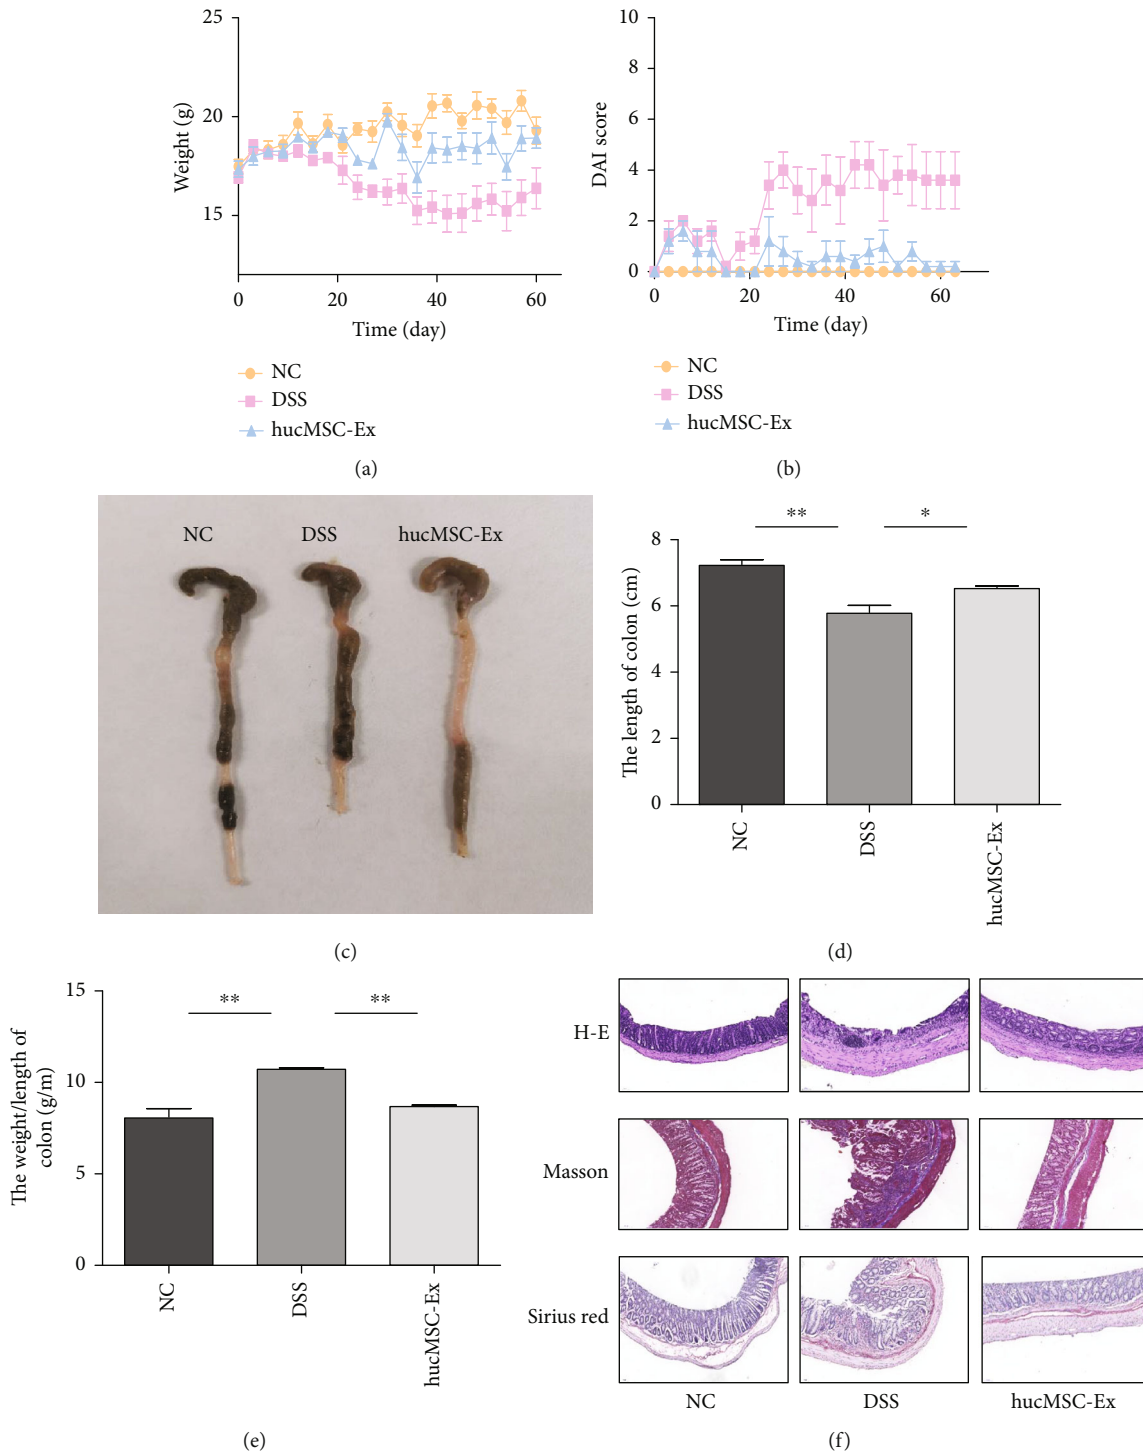 25
20
15
Weight (g)
0
20
40
60
Time (day)
NC
DSS
hucMSC-Ex
(a)
10
8
6
4
2
0
DAI score
0
20
40
60
Time (day)
NC
DSS
hucMSC-Ex
(b)
NC
DSS
hucMSC-Ex
(c)
**
*
8
6
4
2
0
The length of colon (cm)
NC
DSS
hucMSC-Ex
(d)
**
**
15
10
5
0
The weight/length of
colon (g/m)
NC
DSS
hucMSC-Ex
(e)
H-E
Masson
Sirius red
NC
DSS
hucMSC-Ex
(f)